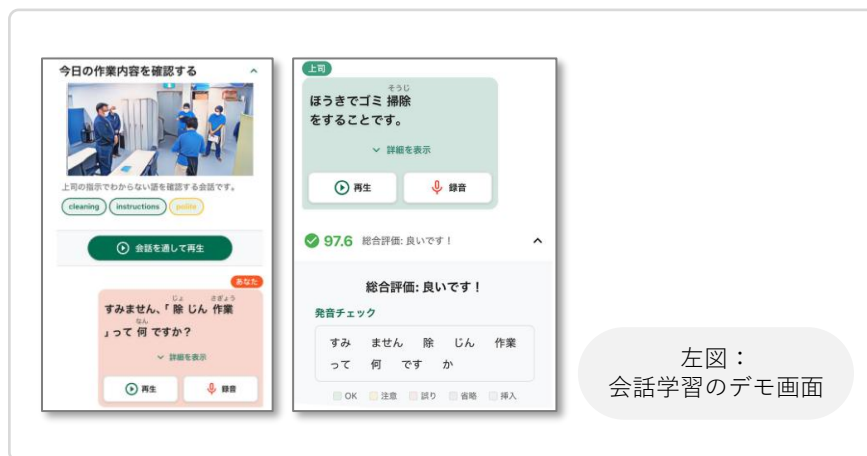 今日の作業内容を確認する
上司の指示でわからない語を確認する会話です。
cleaning instructions polite
会話を通して再生
あなた
じょ さぎょう
すみません、「 除 じん 作業
なん
」って 何 ですか？
詳細を表示
再生 録音
上司
そうじ
ほうきでゴミ 掃除
をすることです。
詳細を表示
再生 録音
97.6 総合評価: 良いです！
総合評価: 良いです！
発音チェック
すみ ません 除 じん 作業
って 何 です か
OK 注意 誤り 省略 挿入
左図：
会話学習のデモ画面